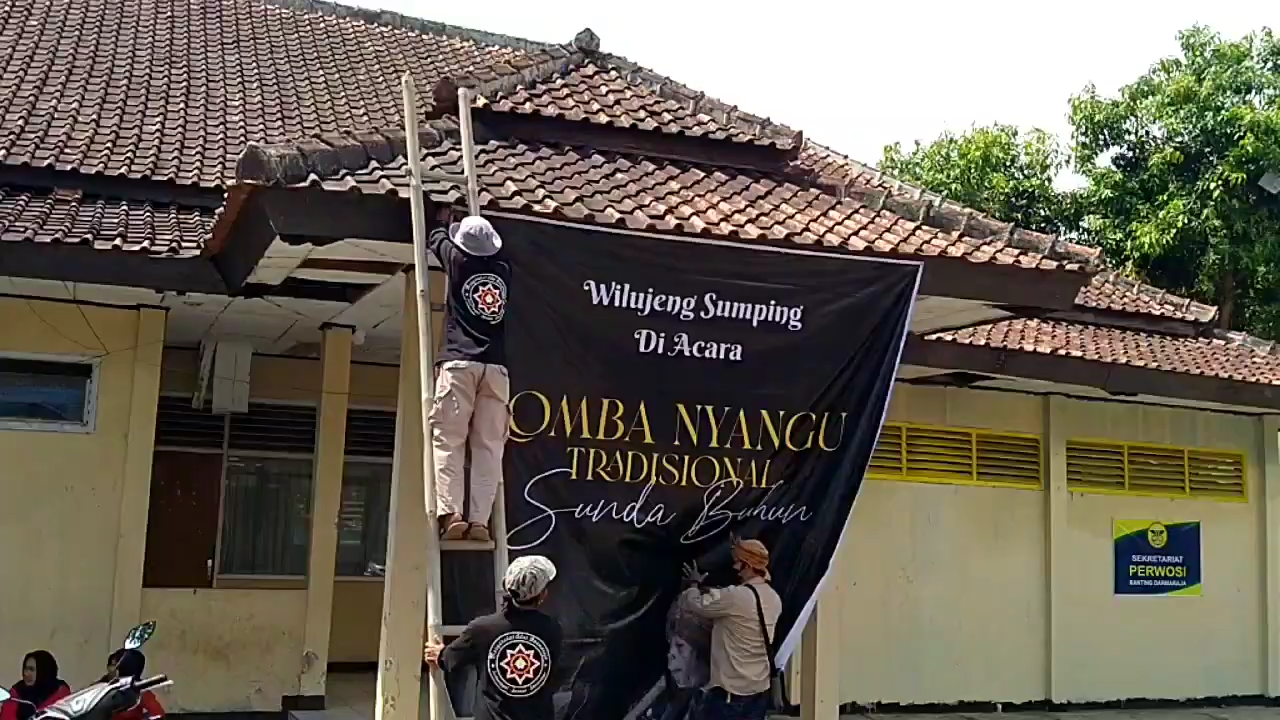 Wilujeng Sumping
Di Acara
OMBA NYANGU
TRADISIONAL
Sunda Buhun
SEKRETARIAT
PERWOSI
RANTING DARMARAJA